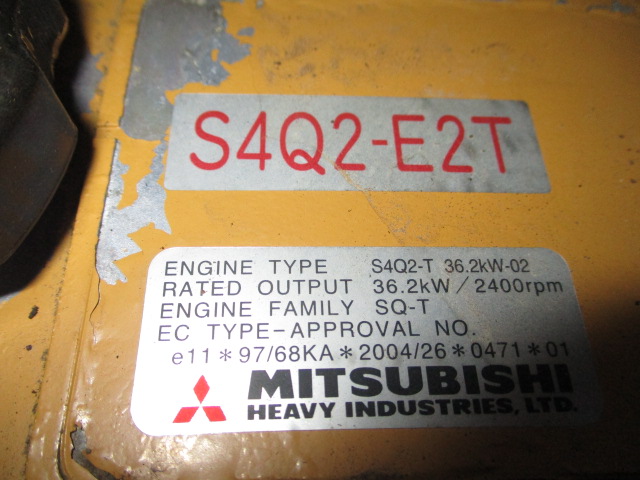 S4Q2-E2T
ENGINE TYPE S4Q2-T 36.2kW-02
RATED OUTPUT 36.2kW/2400rpm
ENGINE FAMILY SQ-T
EC TYPE-APPROVAL NO.
e11*97/68KA*2004/26*0471*01
MITSUBISHI
HEAVY INDUSTRIES, LTD.